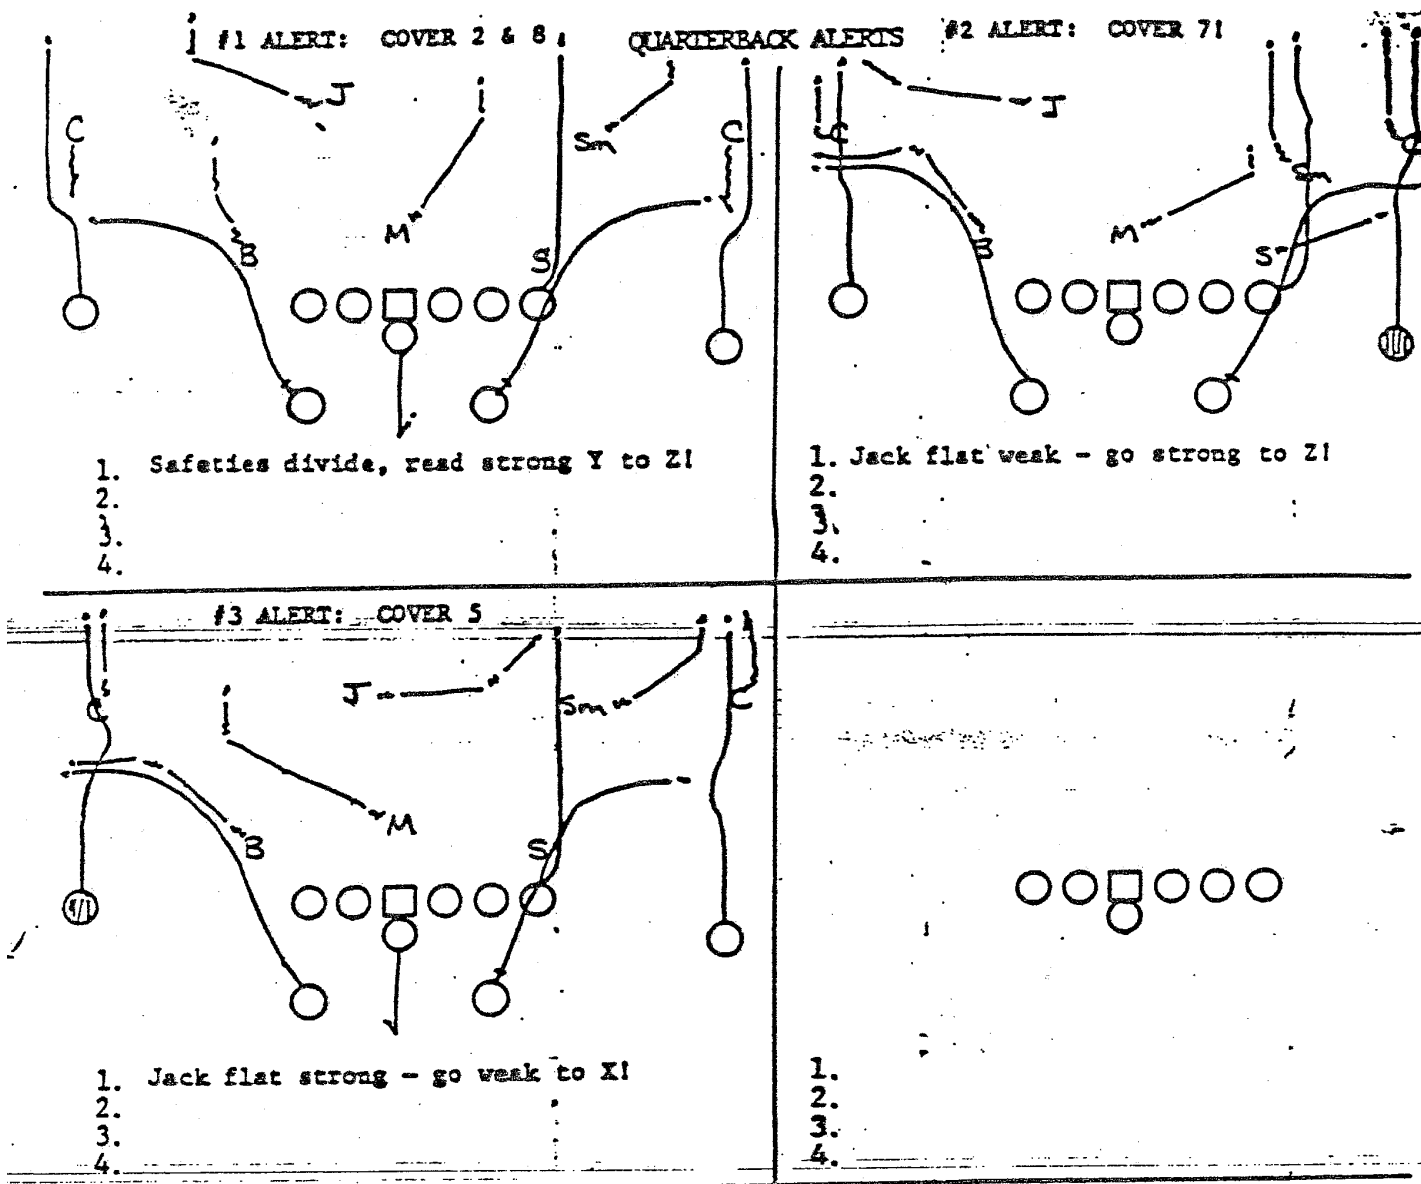 QUARTERBACK ALERTS
#1 ALERT: COVER 2 & 8
J
C
Sm
C
M
B
S
1. Safeties divide, read strong Y to Z!
2.
3.
4.
#2 ALERT: COVER 7!
J
C
C
Sm
M
B
S
1. Jack flat weak - go strong to Z!
2.
3.
4.
#3 ALERT: COVER 5
J
Sm
C
C
M
B
S
1. Jack flat strong - go weak to X!
2.
3.
4.
1.
2.
3.
4.